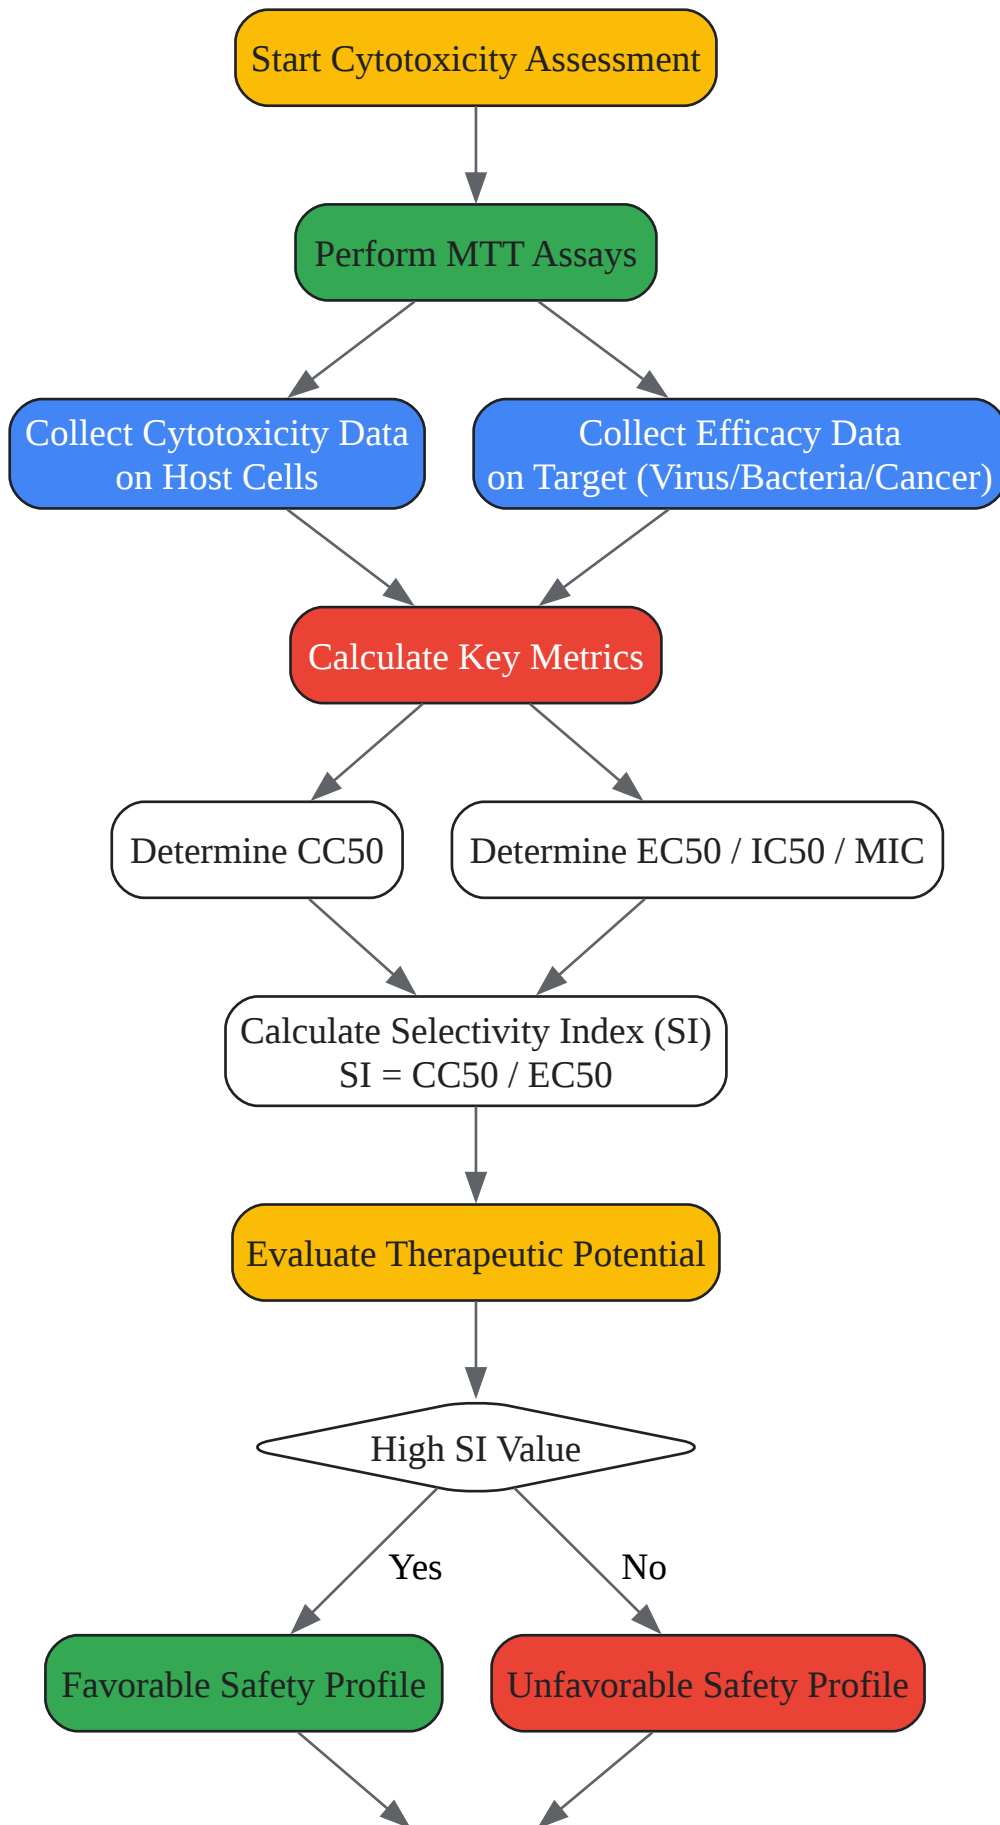 Start Cytotoxicity Assessment
Perform MTT Assays
Collect Cytotoxicity Data
on Host Cells
Collect Efficacy Data
on Target (Virus/Bacteria/Cancer)
Calculate Key Metrics
Determine CC50
Determine EC50 / IC50 / MIC
Calculate Selectivity Index (SI)
SI = CC50 / EC50
Evaluate Therapeutic Potential
High SI Value
Yes
No
Favorable Safety Profile
Unfavorable Safety Profile